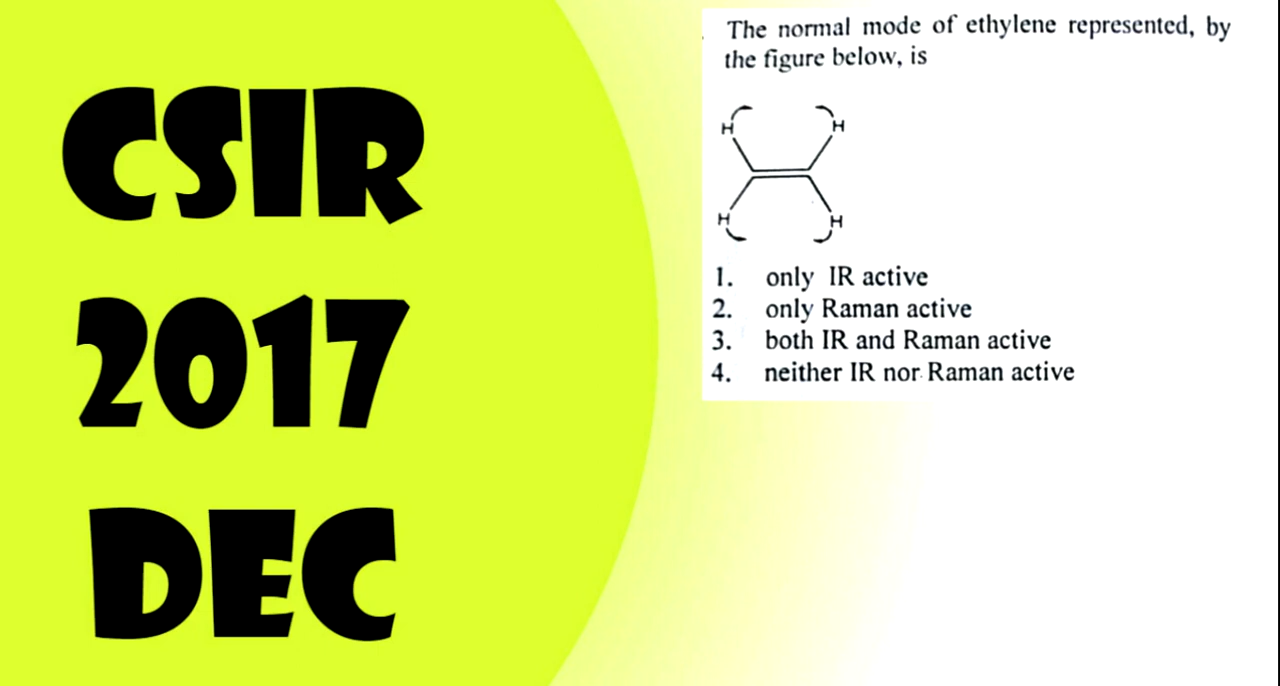 CSIR
2017
DEC
The normal mode of ethylene represented, by
the figure below, is
H H
H H
1. only IR active
2. only Raman active
3. both IR and Raman active
4. neither IR nor Raman active